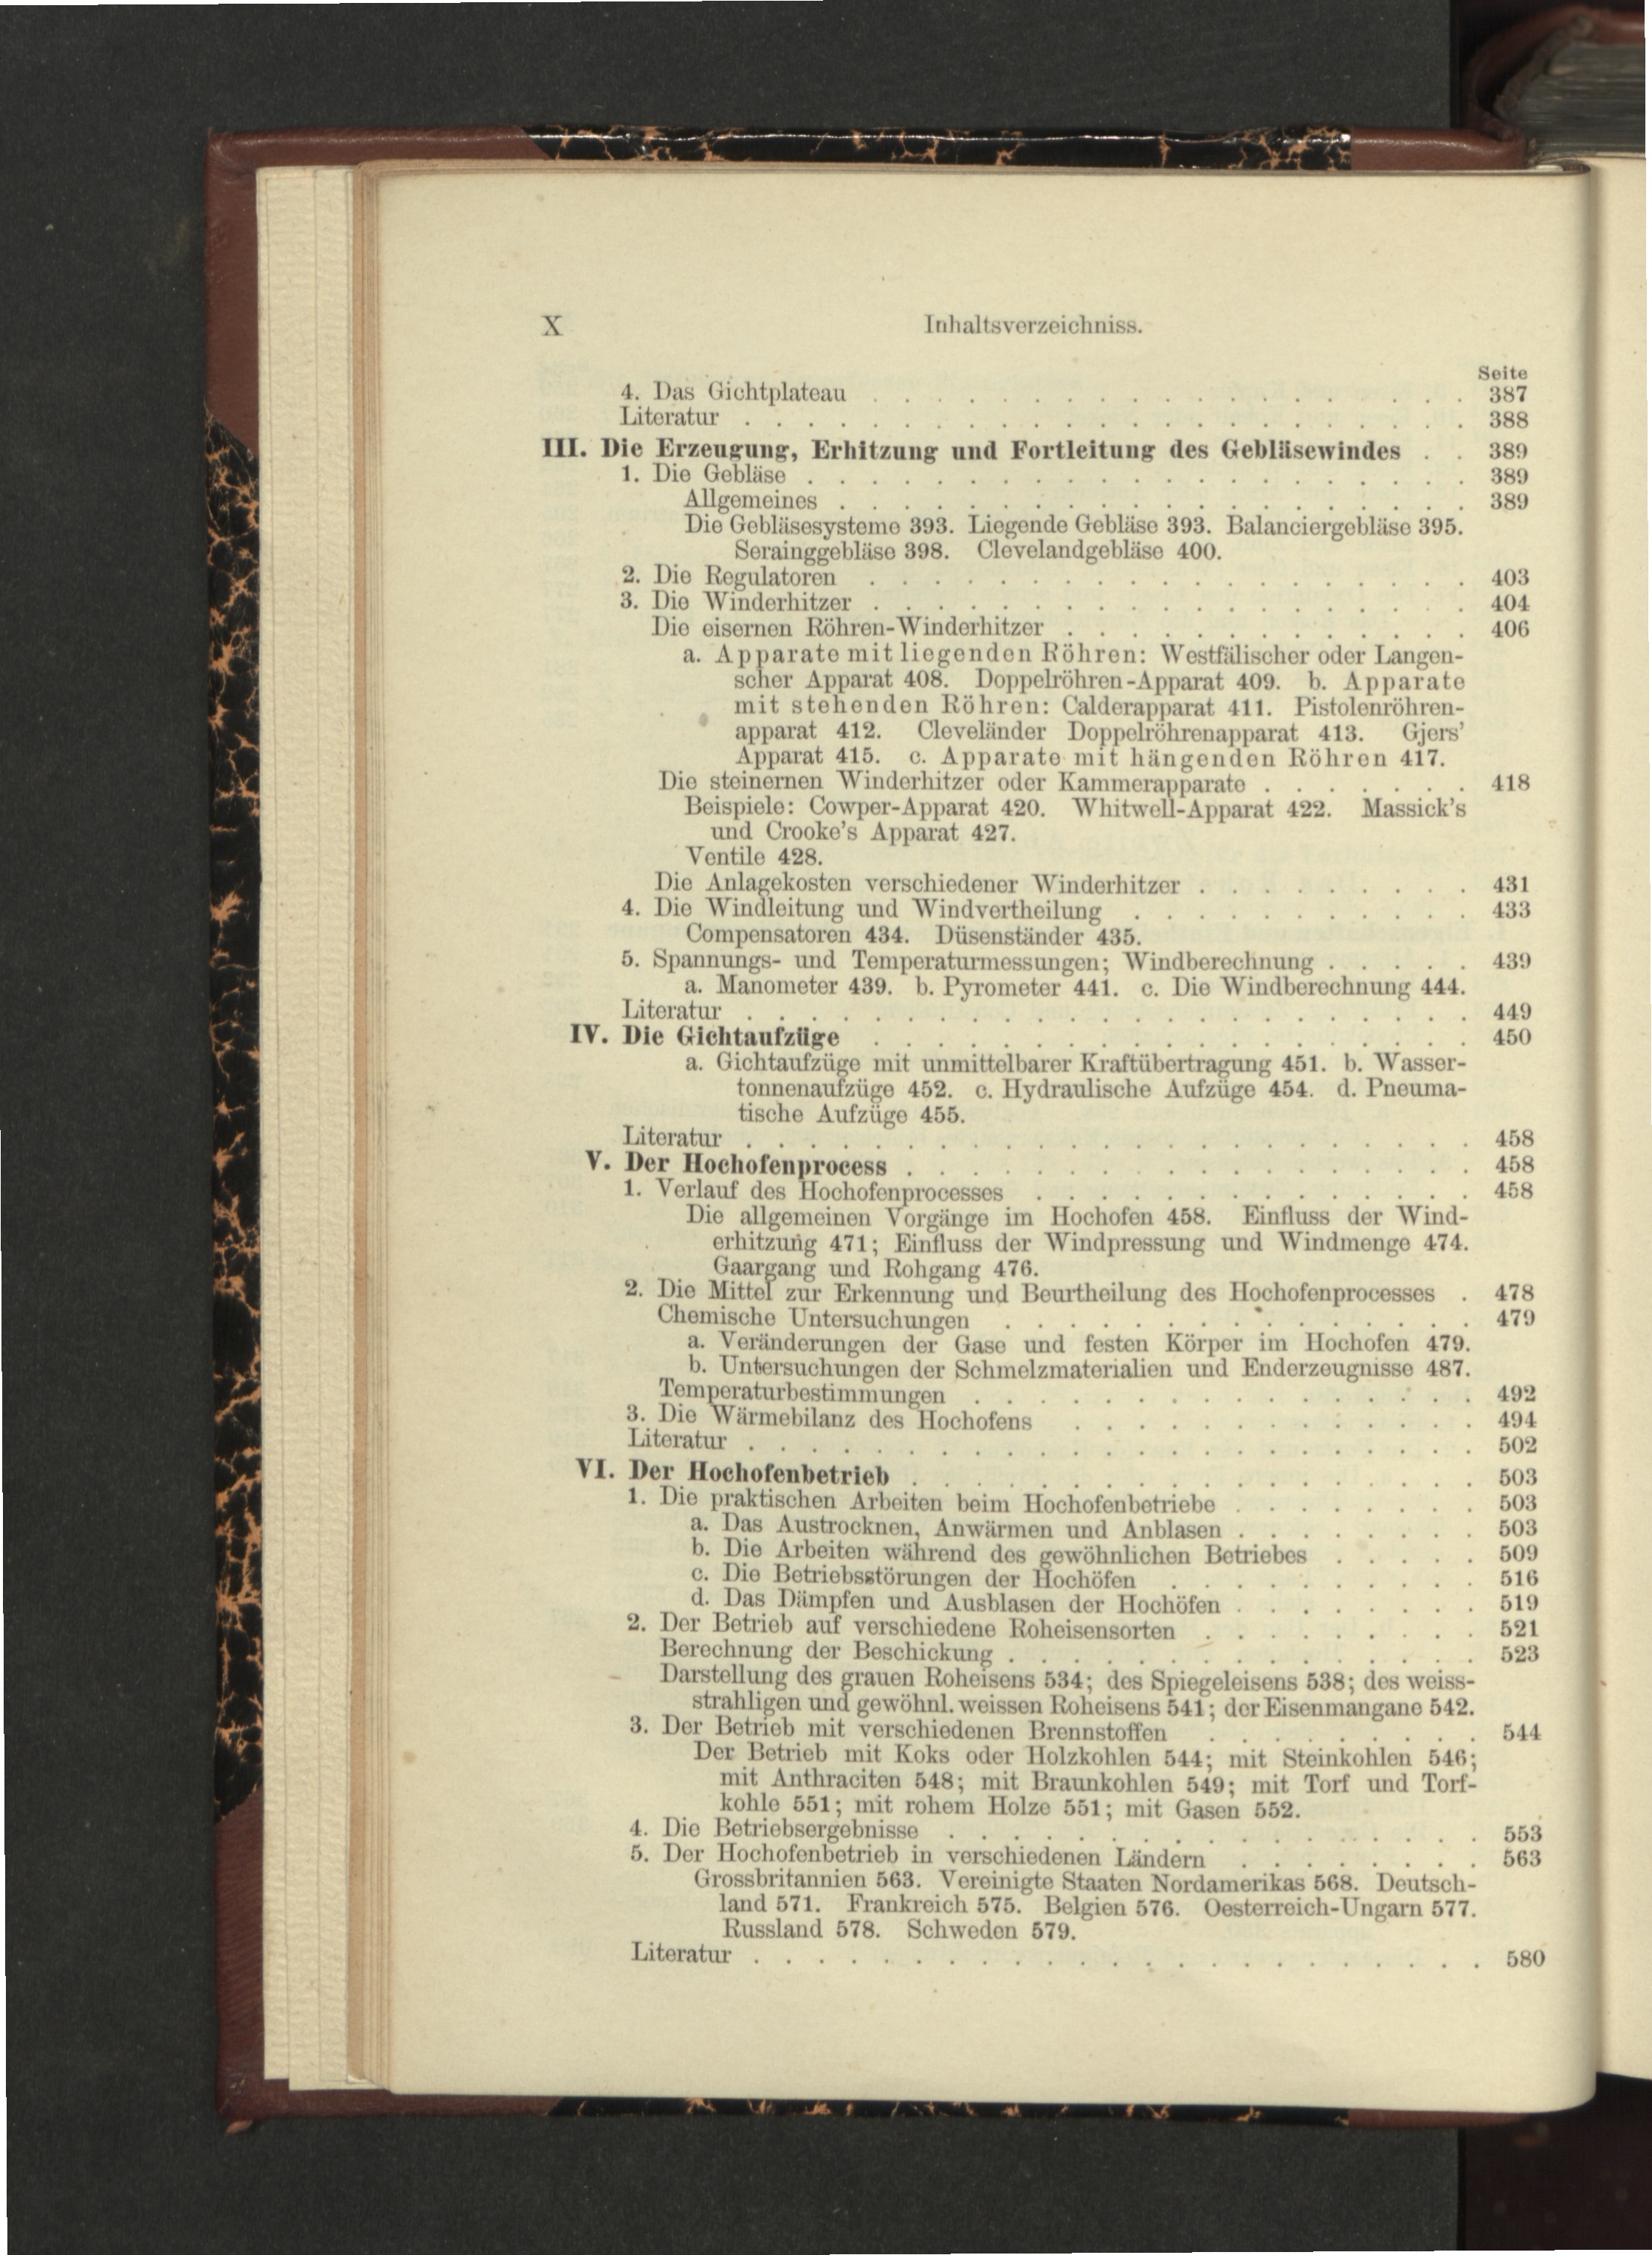 X Inhaltsverzeichniss.
Seite
4. Das Gichtplateau . . . . . . . . . . . . . . . . . . . 387
Literatur . . . . . . . . . . . . . . . . . . . . . . . 388
III. Die Erzeugung, Erhitzung und Fortleitung des Gebläsewindes . . 389
1. Die Gebläse . . . . . . . . . . . . . . . . . . . . . 389
Allgemeines . . . . . . . . . . . . . . . . . . . . 389
Die Gebläsesysteme 393. Liegende Gebläse 393. Balanciergebläse 395.
Serainggebläse 398. Clevelandgebläse 400.
2. Die Regulatoren . . . . . . . . . . . . . . . . . . . 403
3. Die Winderhitzer . . . . . . . . . . . . . . . . . . . 404
Die eisernen Röhren-Winderhitzer . . . . . . . . . . . . . 406
a. Apparate mit liegenden Röhren: Westfälischer oder Langen-
scher Apparat 408. Doppelröhren-Apparat 409. b. Apparate
mit stehenden Röhren: Calderapparat 411. Pistolenröhren-
apparat 412. Cleveländer Doppelröhrenapparat 413. Gjers'
Apparat 415. c. Apparate mit hängenden Röhren 417.
Die steinernen Winderhitzer oder Kammerapparate . . . . . . . 418
Beispiele: Cowper-Apparat 420. Whitwell-Apparat 422. Massick's
und Crooke's Apparat 427.
Ventile 428.
Die Anlagekosten verschiedener Winderhitzer . . . . . . . . . 431
4. Die Windleitung und Windvertheilung . . . . . . . . . . . 433
Compensatoren 434. Düsenständer 435.
5. Spannungs- und Temperaturmessungen; Windberechnung . . . . . 439
a. Manometer 439. b. Pyrometer 441. c. Die Windberechnung 444.
Literatur . . . . . . . . . . . . . . . . . . . . . . . 449
IV. Die Gichtaufzüge . . . . . . . . . . . . . . . . . . . 450
a. Gichtaufzüge mit unmittelbarer Kraftübertragung 451. b. Wasser-
tonnenaufzüge 452. c. Hydraulische Aufzüge 454. d. Pneuma-
tische Aufzüge 455.
Literatur . . . . . . . . . . . . . . . . . . . . . . . 458
V. Der Hochofenprocess . . . . . . . . . . . . . . . . . . 458
1. Verlauf des Hochofenprocesses . . . . . . . . . . . . . . 458
Die allgemeinen Vorgänge im Hochofen 458. Einfluss der Wind-
erhitzung 471; Einfluss der Windpressung und Windmenge 474.
Gaargang und Rohgang 476.
2. Die Mittel zur Erkennung und Beurtheilung des Hochofenprocesses . 478
Chemische Untersuchungen . . . . . . . . . . . . . . . 479
a. Veränderungen der Gase und festen Körper im Hochofen 479.
b. Untersuchungen der Schmelzmaterialien und Enderzeugnisse 487.
Temperaturbestimmungen . . . . . . . . . . . . . . . . 492
3. Die Wärmebilanz des Hochofens . . . . . . . . . . . . . 494
Literatur . . . . . . . . . . . . . . . . . . . . . . . 502
VI. Der Hochofenbetrieb . . . . . . . . . . . . . . . . . . 503
1. Die praktischen Arbeiten beim Hochofenbetriebe . . . . . . . . 503
a. Das Austrocknen, Anwärmen und Anblasen . . . . . . . . 503
b. Die Arbeiten während des gewöhnlichen Betriebes . . . . . 509
c. Die Betriebsstörungen der Hochöfen . . . . . . . . . . 516
d. Das Dämpfen und Ausblasen der Hochöfen . . . . . . . . 519
2. Der Betrieb auf verschiedene Roheisensorten . . . . . . . . . 521
Berechnung der Beschickung . . . . . . . . . . . . . . . 523
Darstellung des grauen Roheisens 534; des Spiegeleisens 538; des weiss-
strahligen und gewöhnl. weissen Roheisens 541; der Eisenmangane 542.
3. Der Betrieb mit verschiedenen Brennstoffen . . . . . . . . . 544
Der Betrieb mit Koks oder Holzkohlen 544; mit Steinkohlen 546;
mit Anthraciten 548; mit Braunkohlen 549; mit Torf und Torf-
kohle 551; mit rohem Holze 551; mit Gasen 552.
4. Die Betriebsergebnisse . . . . . . . . . . . . . . . . . 553
5. Der Hochofenbetrieb in verschiedenen Ländern . . . . . . . . 563
Grossbritannien 563. Vereinigte Staaten Nordamerikas 568. Deutsch-
land 571. Frankreich 575. Belgien 576. Oesterreich-Ungarn 577.
Russland 578. Schweden 579.
Literatur . . . . . . . . . . . . . . . . . . . . . . . 580